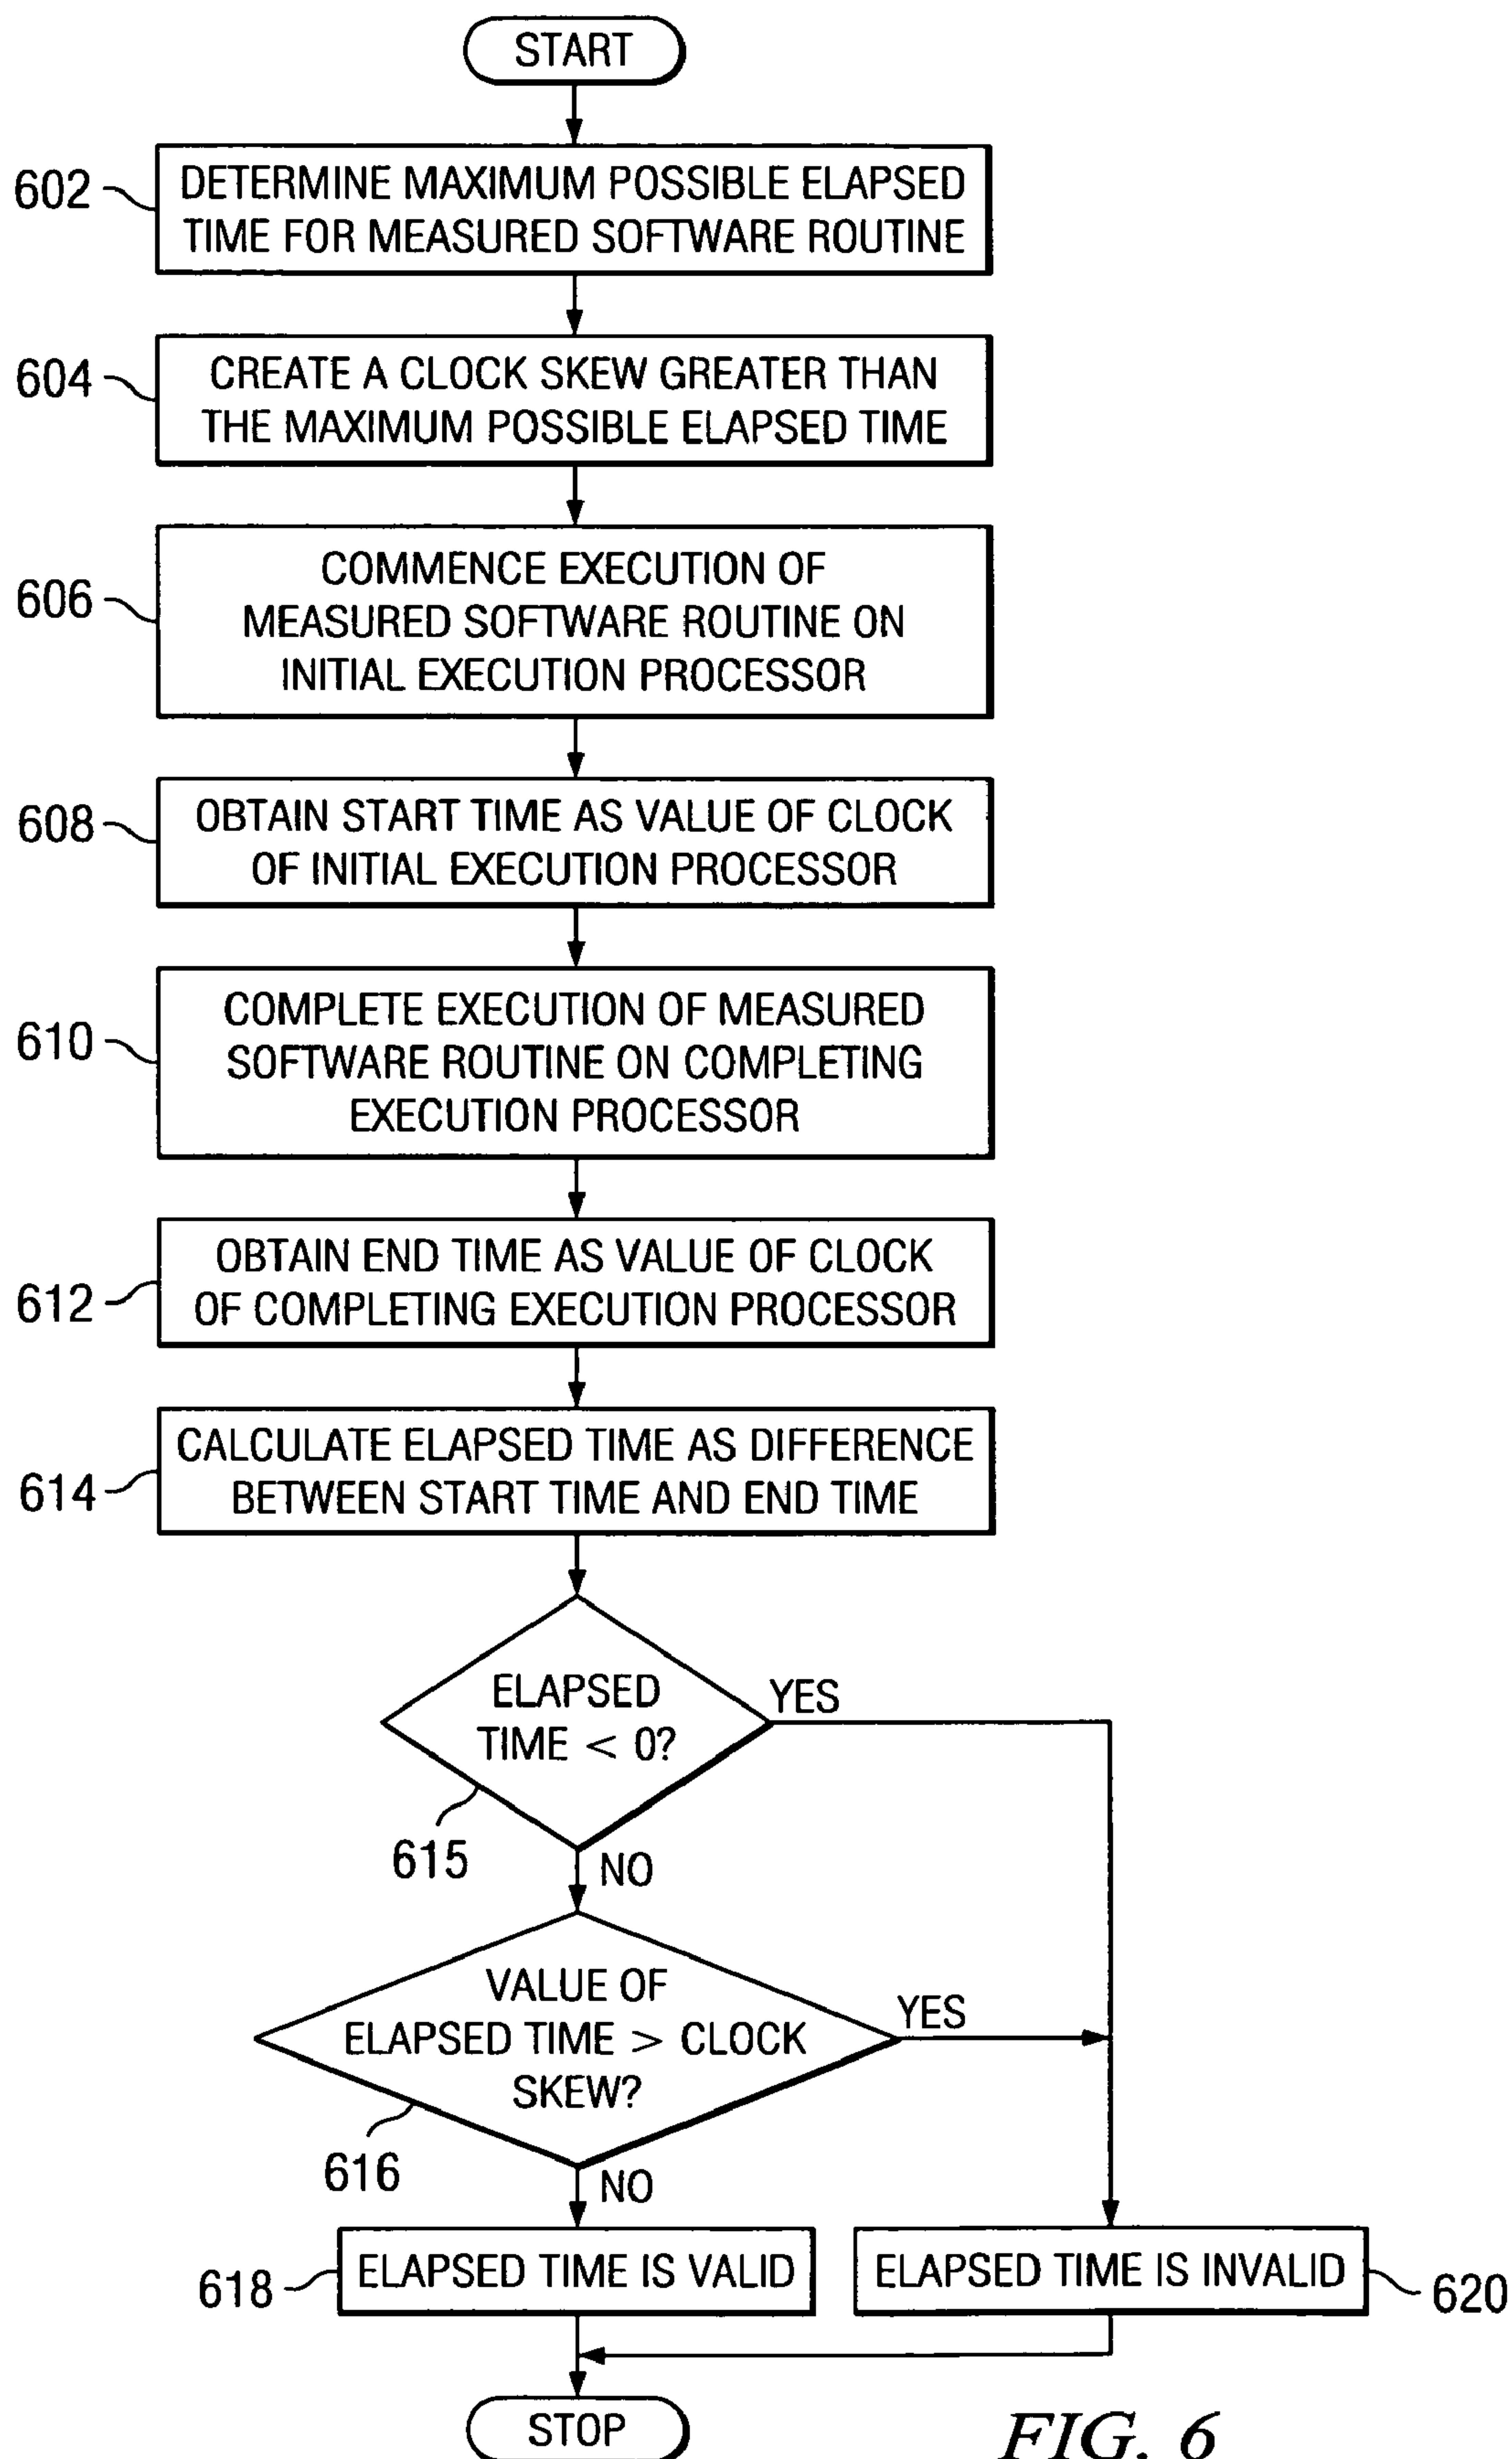 START
602
DETERMINE MAXIMUM POSSIBLE ELAPSED
TIME FOR MEASURED SOFTWARE ROUTINE
604
CREATE A CLOCK SKEW GREATER THAN
THE MAXIMUM POSSIBLE ELAPSED TIME
606
COMMENCE EXECUTION OF
MEASURED SOFTWARE ROUTINE ON
INITIAL EXECUTION PROCESSOR
608
OBTAIN START TIME AS VALUE OF CLOCK
OF INITIAL EXECUTION PROCESSOR
610
COMPLETE EXECUTION OF MEASURED
SOFTWARE ROUTINE ON COMPLETING
EXECUTION PROCESSOR
612
OBTAIN END TIME AS VALUE OF CLOCK
OF COMPLETING EXECUTION PROCESSOR
614
CALCULATE ELAPSED TIME AS DIFFERENCE
BETWEEN START TIME AND END TIME
ELAPSED
TIME < 0?
YES
615
NO
VALUE OF
ELAPSED TIME > CLOCK
SKEW?
YES
616
NO
618
ELAPSED TIME IS VALID
ELAPSED TIME IS INVALID
620
STOP
FIG. 6